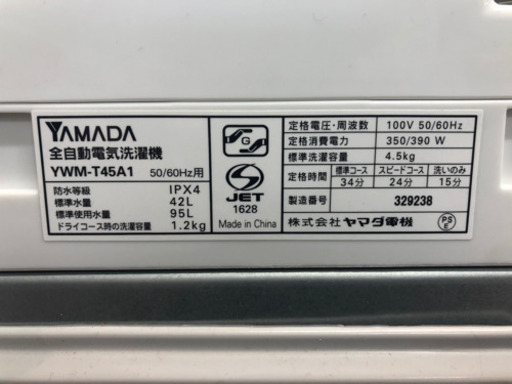 YAMADA
全自動電気洗濯機
YWM-T45A1 50/60Hz用
防水等級 IPX4
標準水量 42L
標準使用水量 95L
ドライコース時の洗濯容量 1.2kg
G
S
JET
1628
Made in China
定格電圧・周波数 100V 50/60Hz
定格消費電力 350/390 W
標準洗濯容量 4.5kg
定格時間 標準コース スピードコース 洗いのみ
34分 24分 15分
製造番号 329238
株式会社ヤマダ電機
PS
E